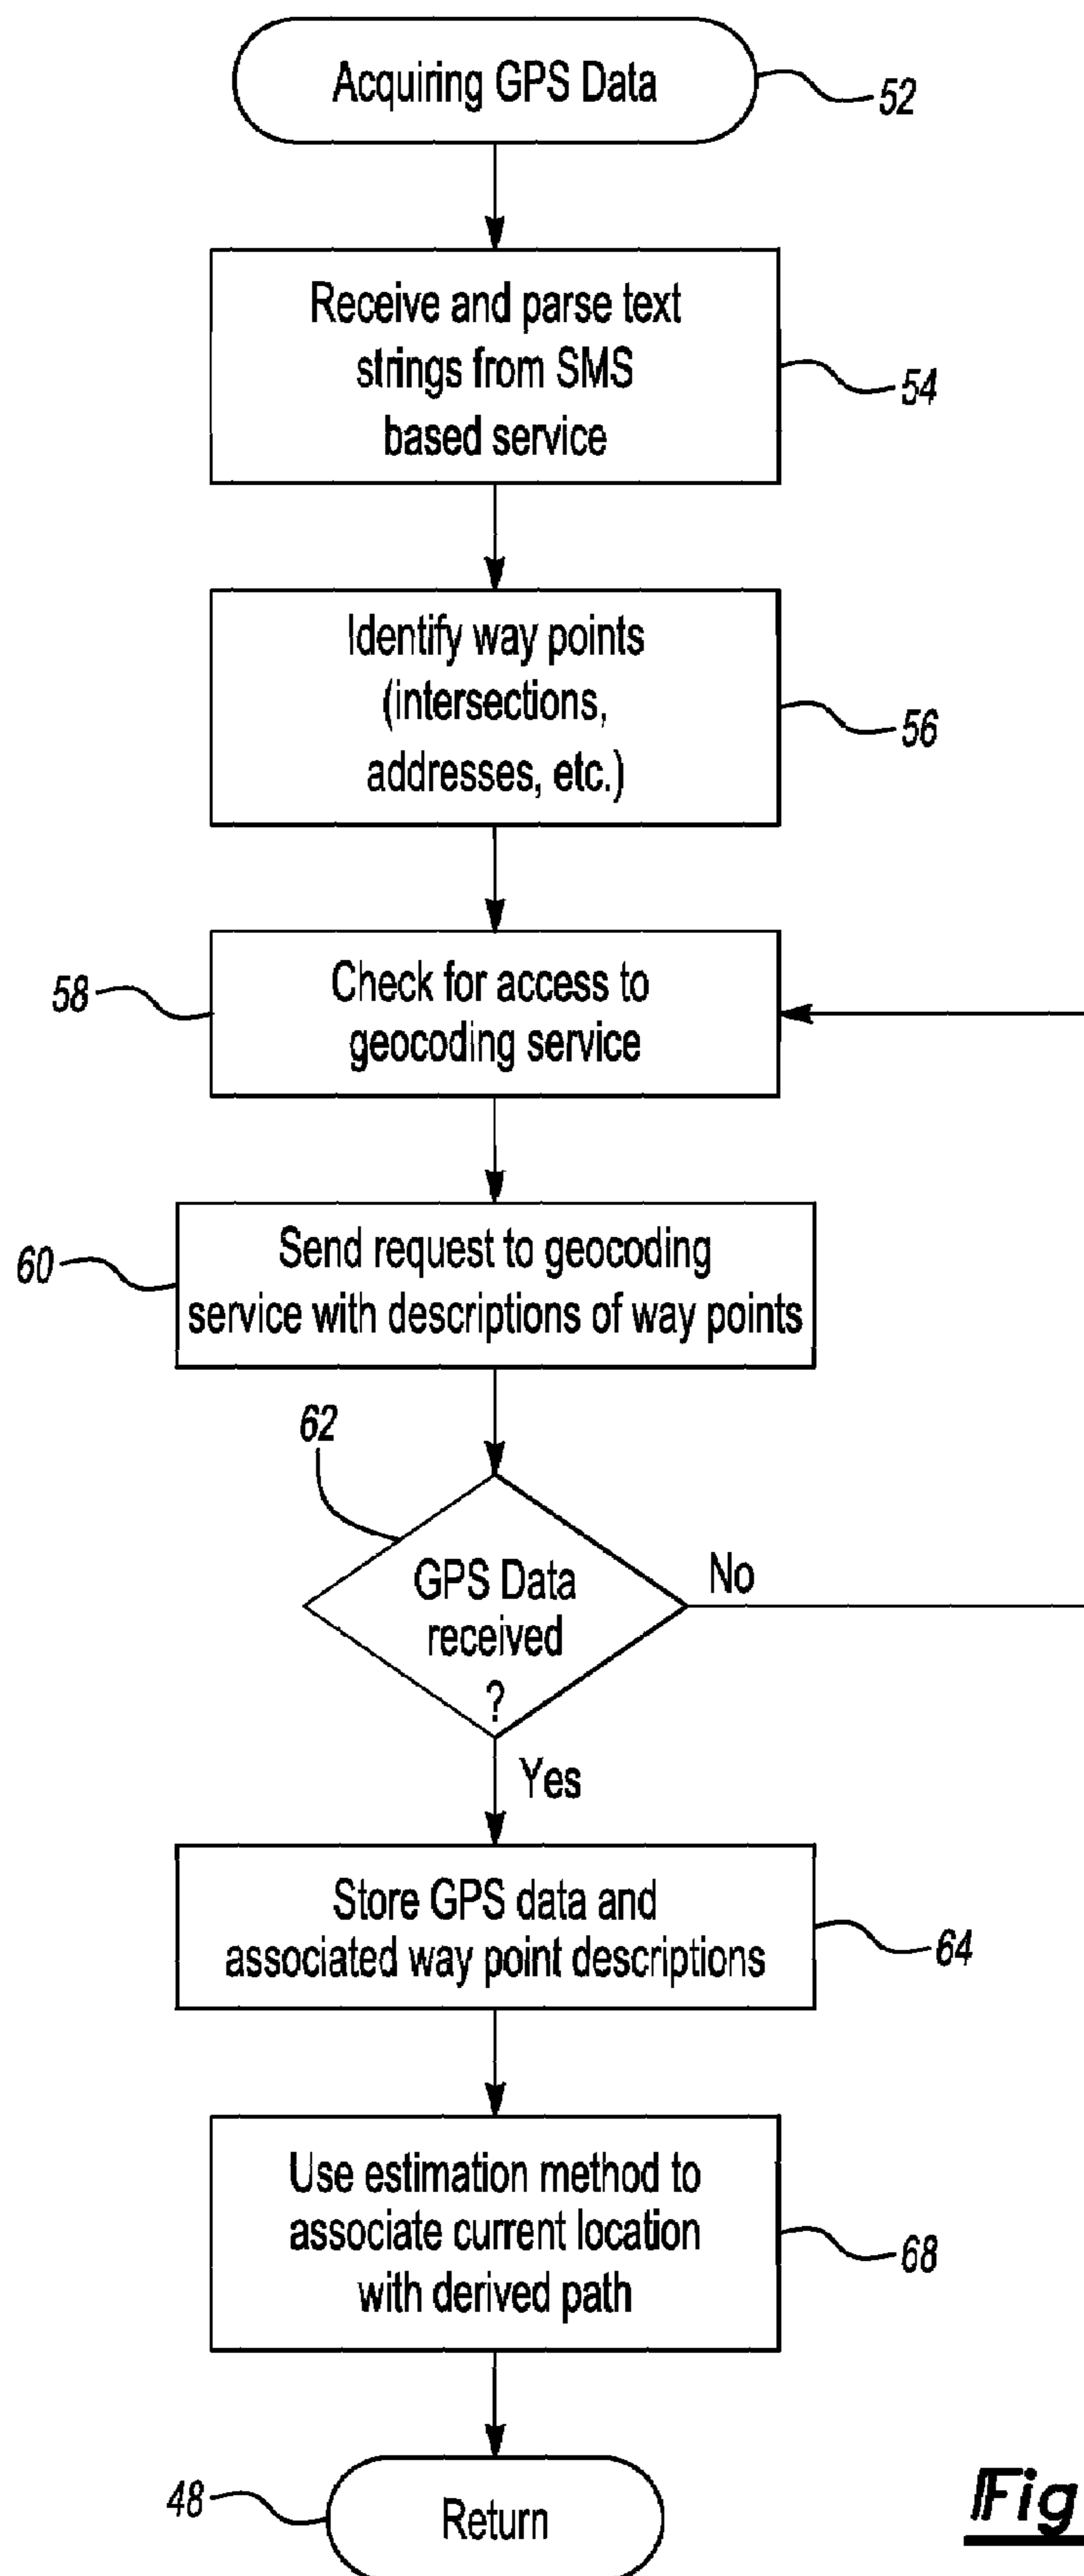 Acquiring GPS Data
52
Receive and parse text
strings from SMS
based service
54
Identify way points
(intersections,
addresses, etc.)
56
58
Check for access to
geocoding service
60
Send request to geocoding
service with descriptions of way points
62
GPS Data
received
?
No
Yes
Store GPS data and
associated way point descriptions
64
Use estimation method to
associate current location
with derived path
68
48
Return
Fig